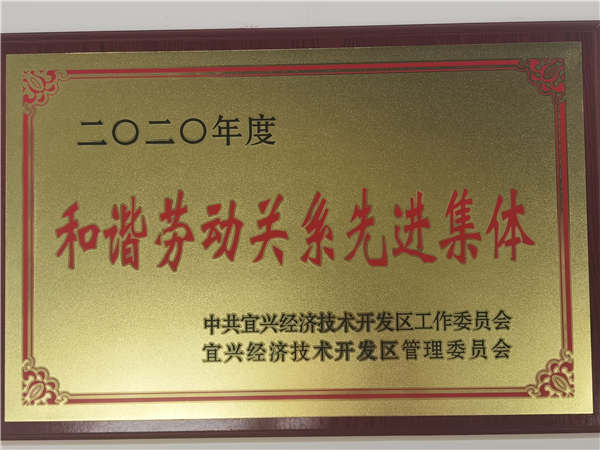 二〇二〇年度
和谐劳动关系先进集体
中共宜兴经济技术开发区工作委员会
宜兴经济技术开发区管理委员会